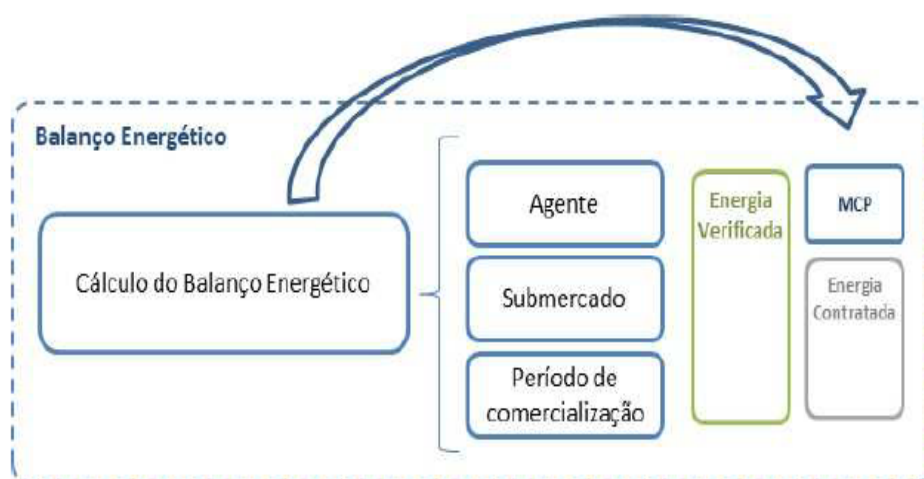 Balanço Energético
Cálculo do Balanço Energético
Agente
Submercado
Período de
comercialização
Energia
Verificada
MCP
Energia
Contratada